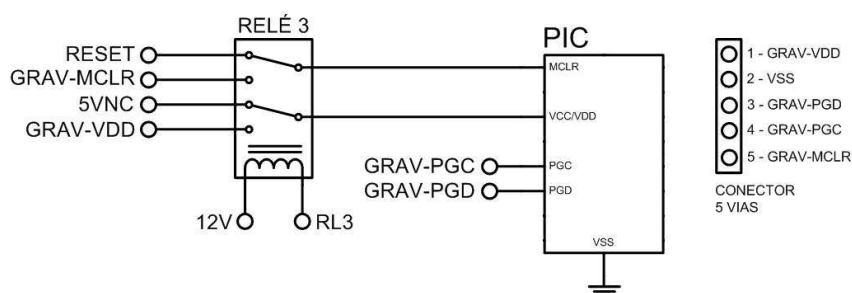 RELÉ 3
RESET
GRAV-MCLR
5VNC
GRAV-VDD
12V
RL3
PIC
MCLR
VCC/VDD
GRAV-PGC
PGC
GRAV-PGD
PGD
VSS
1 - GRAV-VDD
2 - VSS
3 - GRAV-PGD
4 - GRAV-PGC
5 - GRAV-MCLR
CONECTOR
5 VIAS